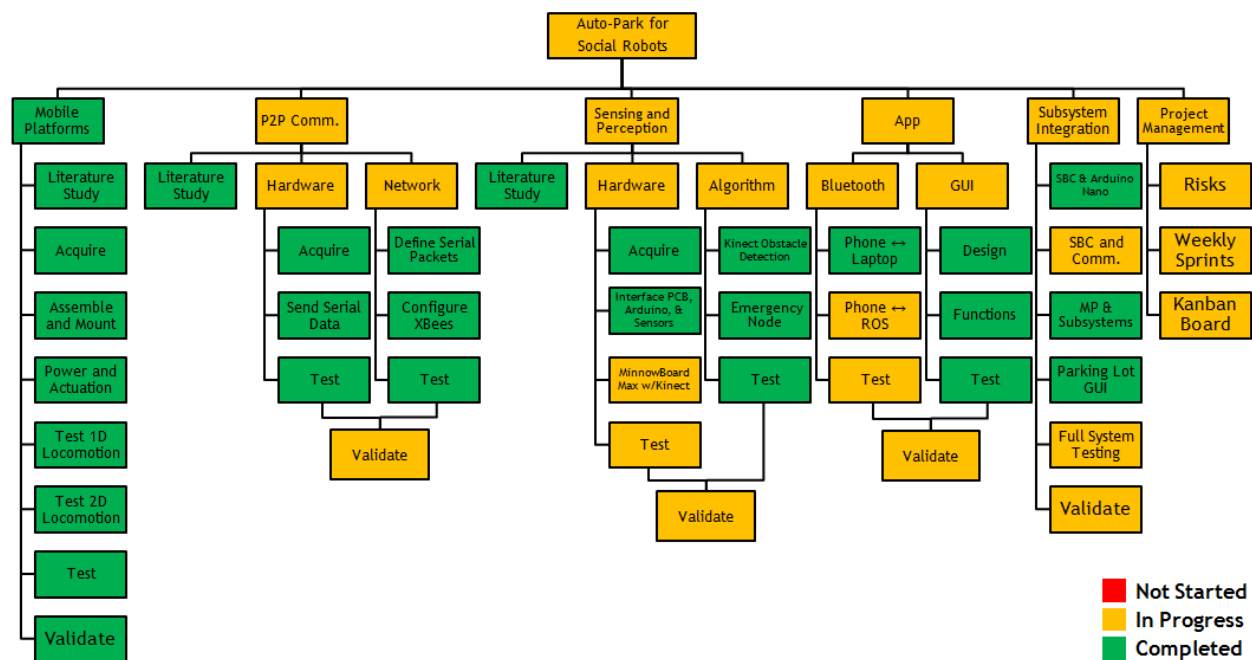 Auto-Park for
Social Robots
Mobile
Platforms
P2P Comm.
Sensing and
Perception
App
Subsystem
Integration
Project
Management
Literature
Study
Literature
Study
Hardware
Network
Literature
Study
Hardware
Algorithm
Bluetooth
GUI
SBC & Arduino
Nano
Risks
Acquire
Acquire
Define Serial
Packets
Acquire
Kinect Obstacle
Detection
Phone ↔
Laptop
Design
SBC and
Comm.
Weekly
Sprints
Assemble
and Mount
Send Serial
Data
Configure
XBees
Interface PCB,
Arduino, &
Sensors
Emergency
Node
Phone ↔
ROS
Functions
MP &
Subsystems
Kanban
Board
Power and
Actuation
Test
Test
MinnowBoard
Max w/Kinect
Test
Test
Test
Parking Lot
GUI
Test 1D
Locomotion
Validate
Test
Validate
Full System
Testing
Test 2D
Locomotion
Validate
Validate
Test
Validate
Not Started
In Progress
Completed